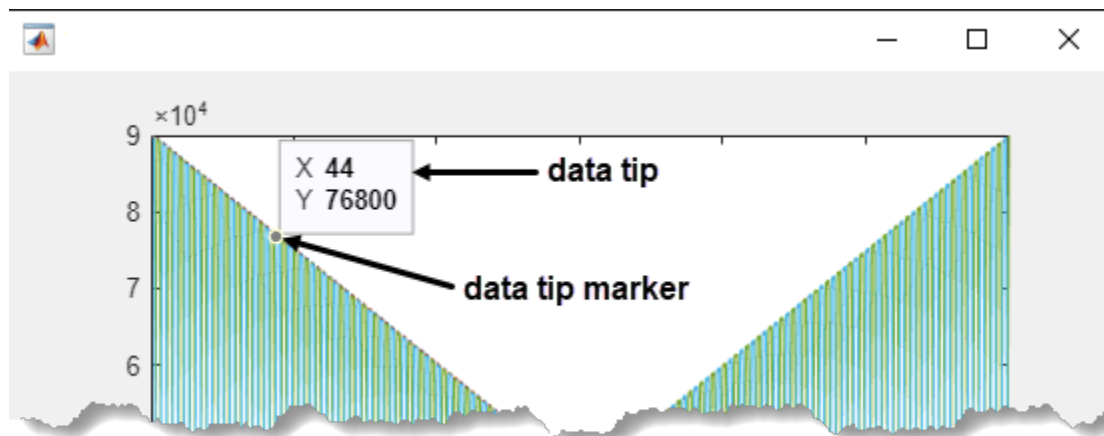 ×10⁴
9
X 44
Y 76800
data tip
8
data tip marker
7
6